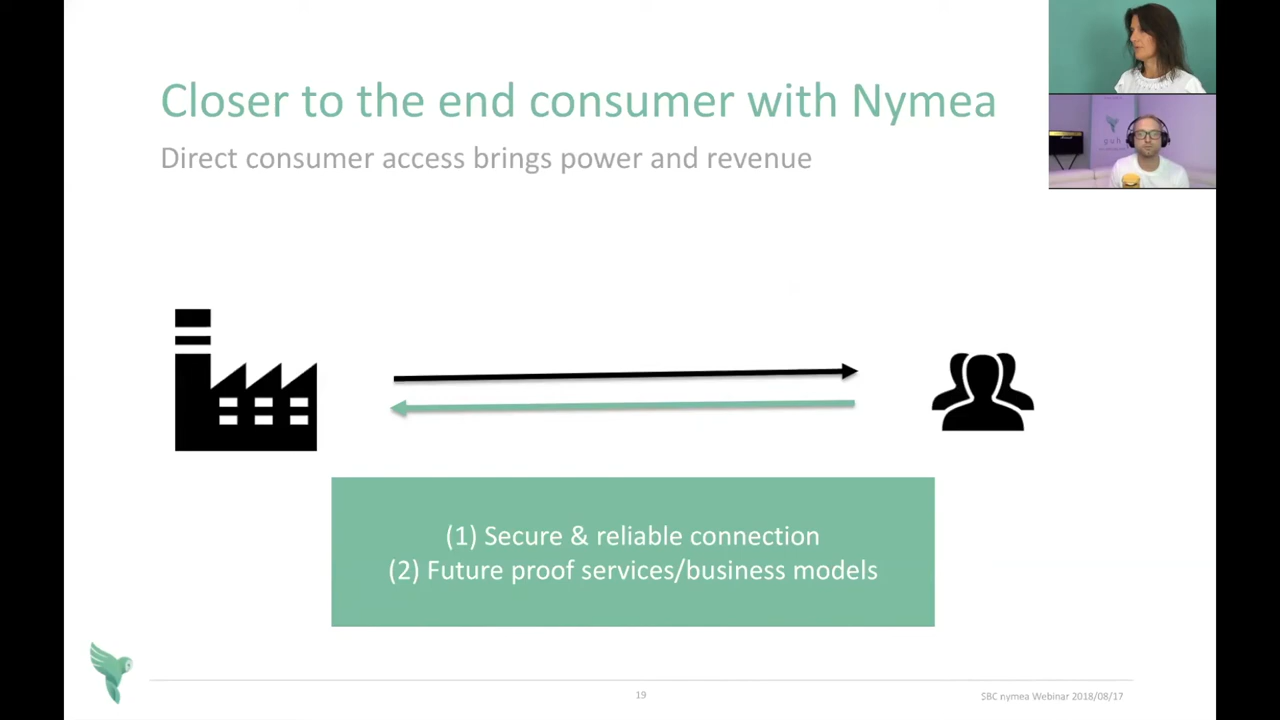 Closer to the end consumer with Nymea
Direct consumer access brings power and revenue
guh
(1) Secure & reliable connection
(2) Future proof services/business models
19
SBC nymea Webinar 2018/08/17